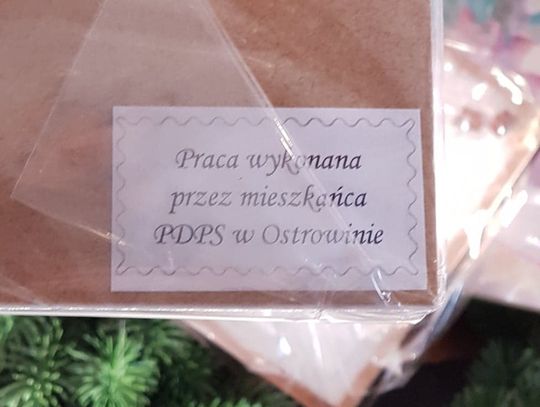 Praca wykonana
przez mieszkańca
PDPS w Ostrowinie